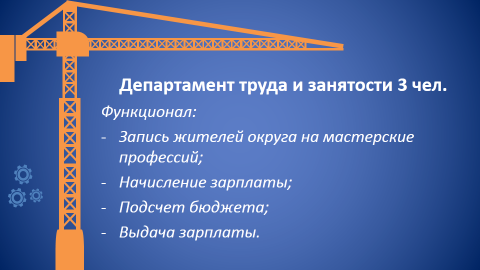 Департамент труда и занятости 3 чел.
Функционал:
- Запись жителей округа на мастерские
профессий;
- Начисление зарплаты;
- Подсчет бюджета;
- Выдача зарплаты.